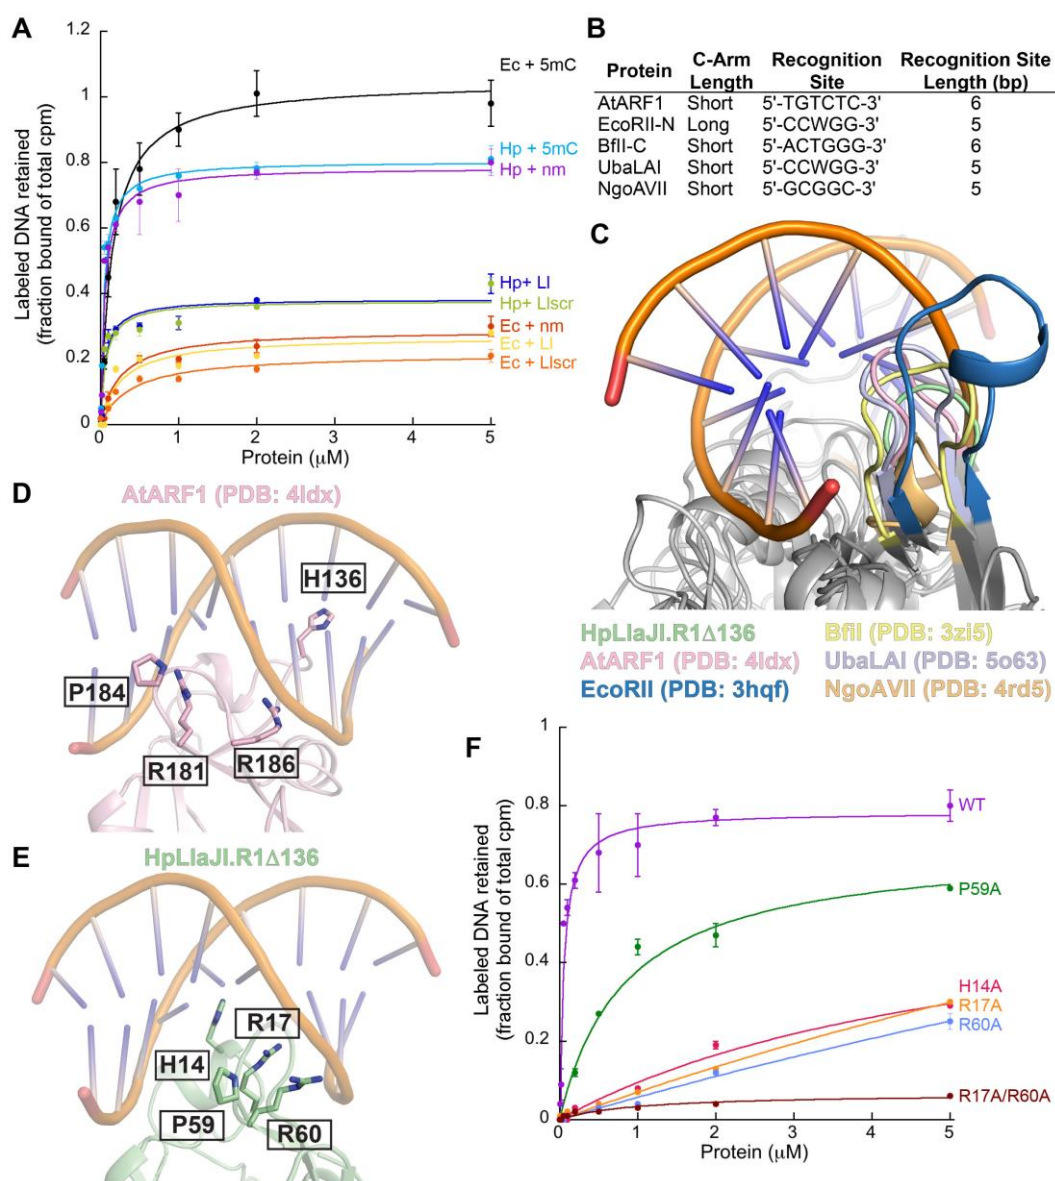 A
1.2
1
0.8
0.6
0.4
0.2
0
0 1 2 3 4 5
Labeled DNA retained
(fraction bound of total cpm)
Protein (μM)
Ec + 5mC
Hp + 5mC
Hp + nm
Hp+ LI
Hp+ LIscr
Ec + nm
Ec + LI
Ec + LIscr
B
Protein C-Arm Length Recognition Site Recognition Site Length (bp)
AtARF1 Short 5'-TGTCTC-3' 6
EcoRII-N Long 5'-CCWGG-3' 5
BfII-C Short 5'-ACTGGG-3' 6
UbaLAI Short 5'-CCWGG-3' 5
NgoAVII Short 5'-GCGGC-3' 5
C
HpLlaJI.R1Δ136 BfiI (PDB: 3zi5)
AtARF1 (PDB: 4ldx) UbaLAI (PDB: 5o63)
EcoRII (PDB: 3hqf) NgoAVII (PDB: 4rd5)
D
AtARF1 (PDB: 4ldx)
H136
P184
R181
R186
E
HpLlaJI.R1Δ136
R17
H14
P59
R60
F
1
0.8
0.6
0.4
0.2
0
0 1 2 3 4 5
Labeled DNA retained
(fraction bound of total cpm)
Protein (μM)
WT
P59A
H14A
R17A
R60A
R17A/R60A